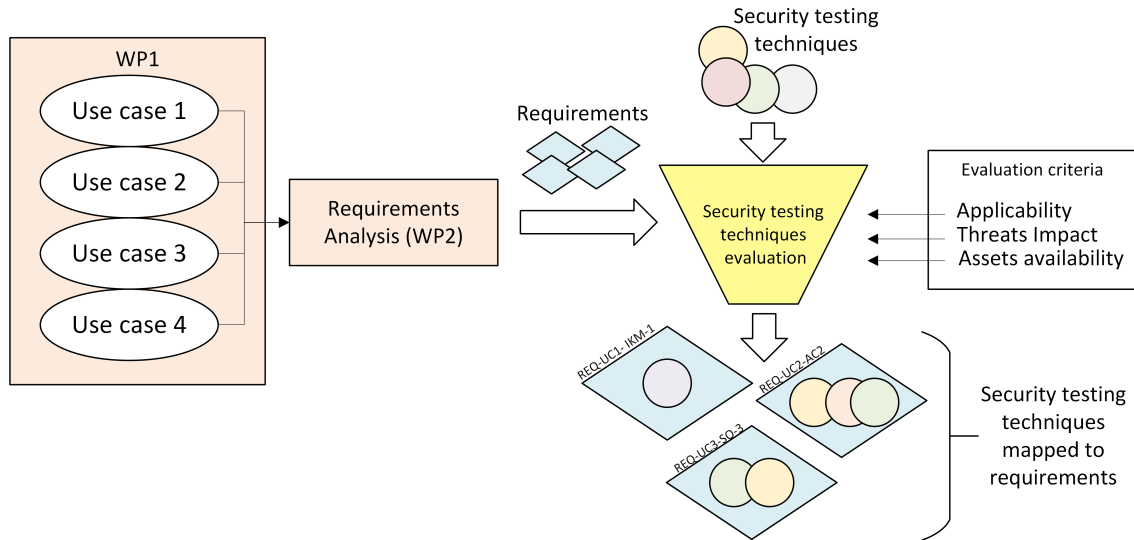 WP1
Use case 1
Use case 2
Use case 3
Use case 4
Requirements
Analysis (WP2)
Requirements
Security testing
techniques
Security testing
techniques
evaluation
Evaluation criteria
Applicability
Threats Impact
Assets availability
REQ-UC1- IKM-1
REQ-UC2-AC2
REQ-UC3-SO-3
Security testing
techniques
mapped to
requirements